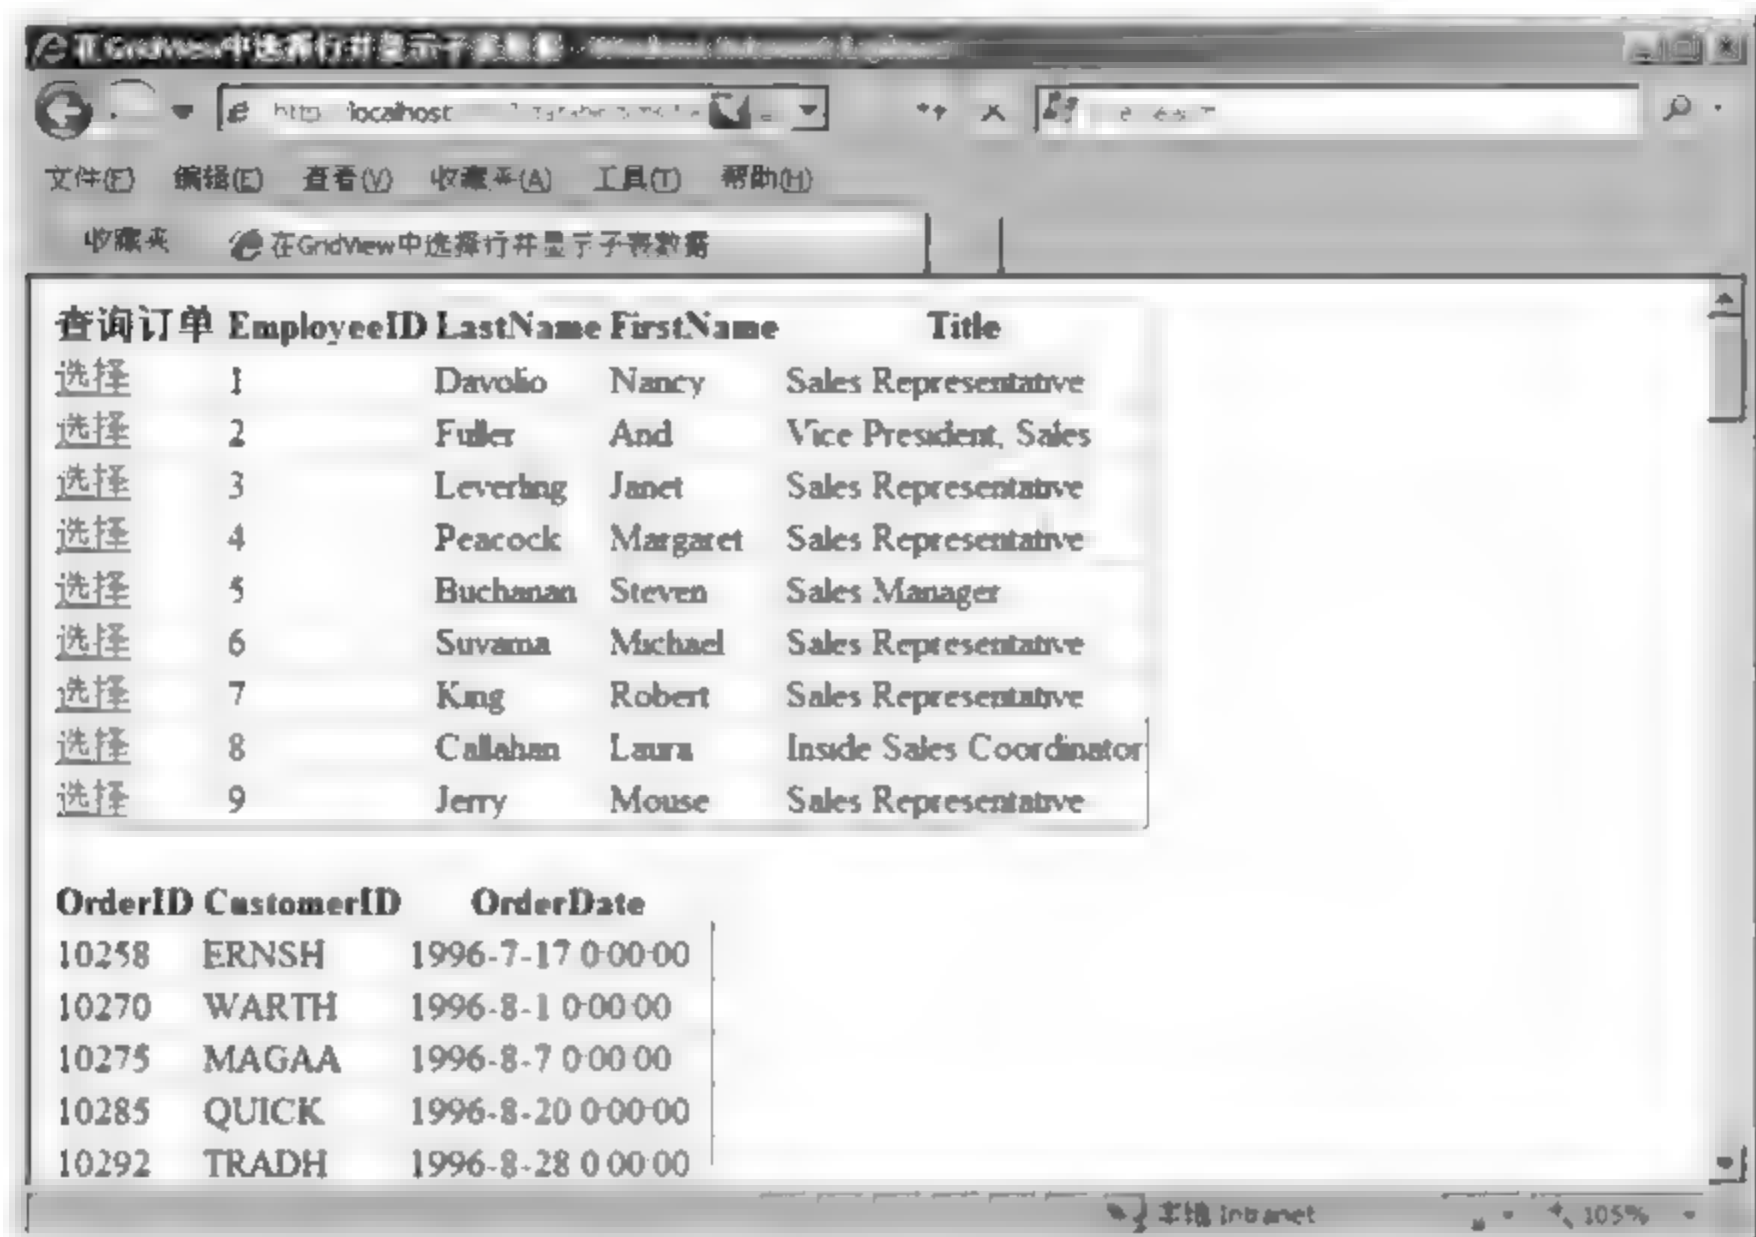 在GridView中选择行并显示子表数据 - Windows Internet Explorer
http localhost
文件(F) 编辑(E) 查看(V) 收藏夹(A) 工具(T) 帮助(H)
收藏夹 在GridView中选择行并显示子表数据
查询订单 EmployeeID LastName FirstName Title
选择 1 Davolio Nancy Sales Representative
选择 2 Fuller And Vice President, Sales
选择 3 Leverling Janet Sales Representative
选择 4 Peacock Margaret Sales Representative
选择 5 Buchanan Steven Sales Manager
选择 6 Suyama Michael Sales Representative
选择 7 King Robert Sales Representative
选择 8 Callahan Laura Inside Sales Coordinator
选择 9 Jerry Mouse Sales Representative
OrderID CustomerID OrderDate
10258 ERNSH 1996-7-17 0:00:00
10270 WARTH 1996-8-1 0:00:00
10275 MAGAA 1996-8-7 0:00:00
10285 QUICK 1996-8-20 0:00:00
10292 TRADH 1996-8-28 0:00:00
本地 Intranet 105%